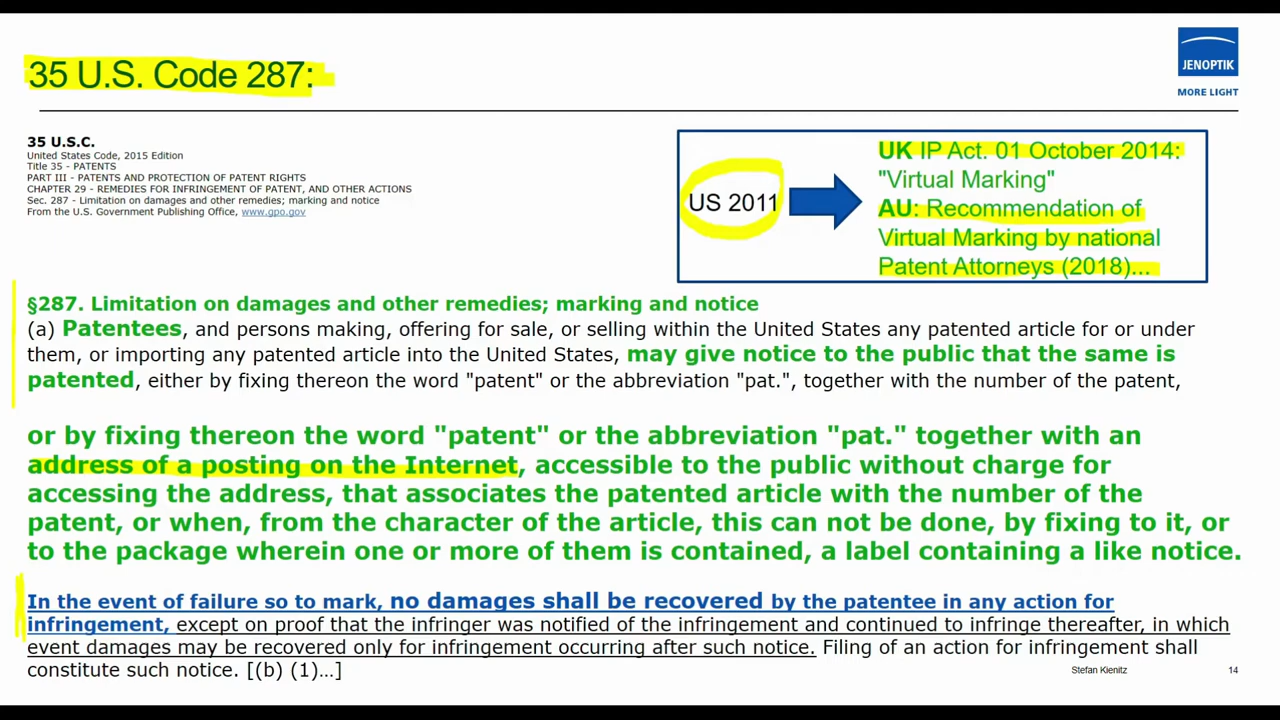 35 U.S. Code 287:
JENOPTIK
MORE LIGHT
35 U.S.C.
United States Code, 2015 Edition
Title 35 - PATENTS
PART III - PATENTS AND PROTECTION OF PATENT RIGHTS
CHAPTER 29 - REMEDIES FOR INFRINGEMENT OF PATENT, AND OTHER ACTIONS
Sec. 287 - Limitation on damages and other remedies; marking and notice
From the U.S. Government Publishing Office, www.gpo.gov
US 2011
UK IP Act. 01 October 2014:
"Virtual Marking"
AU: Recommendation of
Virtual Marking by national
Patent Attorneys (2018)...
§287. Limitation on damages and other remedies; marking and notice
(a) Patentees, and persons making, offering for sale, or selling within the United States any patented article for or under
them, or importing any patented article into the United States, may give notice to the public that the same is
patented, either by fixing thereon the word "patent" or the abbreviation "pat.", together with the number of the patent,
or by fixing thereon the word "patent" or the abbreviation "pat." together with an
address of a posting on the Internet, accessible to the public without charge for
accessing the address, that associates the patented article with the number of the
patent, or when, from the character of the article, this can not be done, by fixing to it, or
to the package wherein one or more of them is contained, a label containing a like notice.
In the event of failure so to mark, no damages shall be recovered by the patentee in any action for
infringement, except on proof that the infringer was notified of the infringement and continued to infringe thereafter, in which
event damages may be recovered only for infringement occurring after such notice. Filing of an action for infringement shall
constitute such notice. [(b) (1)…]
Stefan Kienitz
14